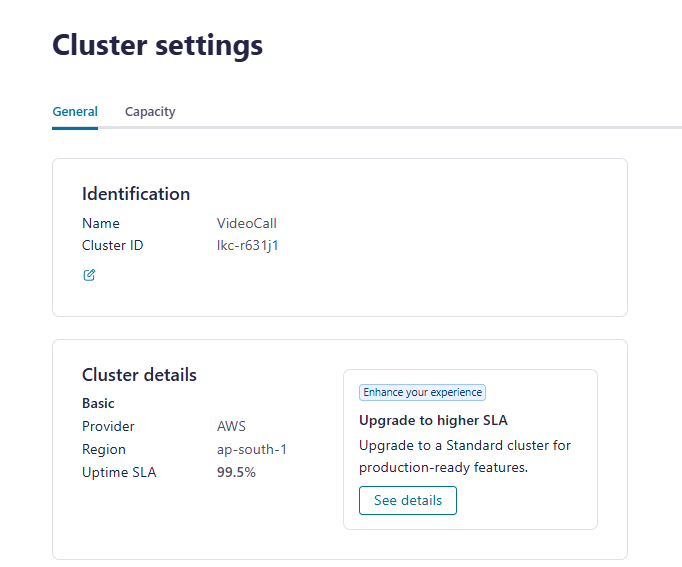 Cluster settings
General Capacity
Identification
Name VideoCall
Cluster ID lkc-r631j1
Cluster details
Basic
Provider AWS
Region ap-south-1
Uptime SLA 99.5%
Enhance your experience
Upgrade to higher SLA
Upgrade to a Standard cluster for
production-ready features.
See details